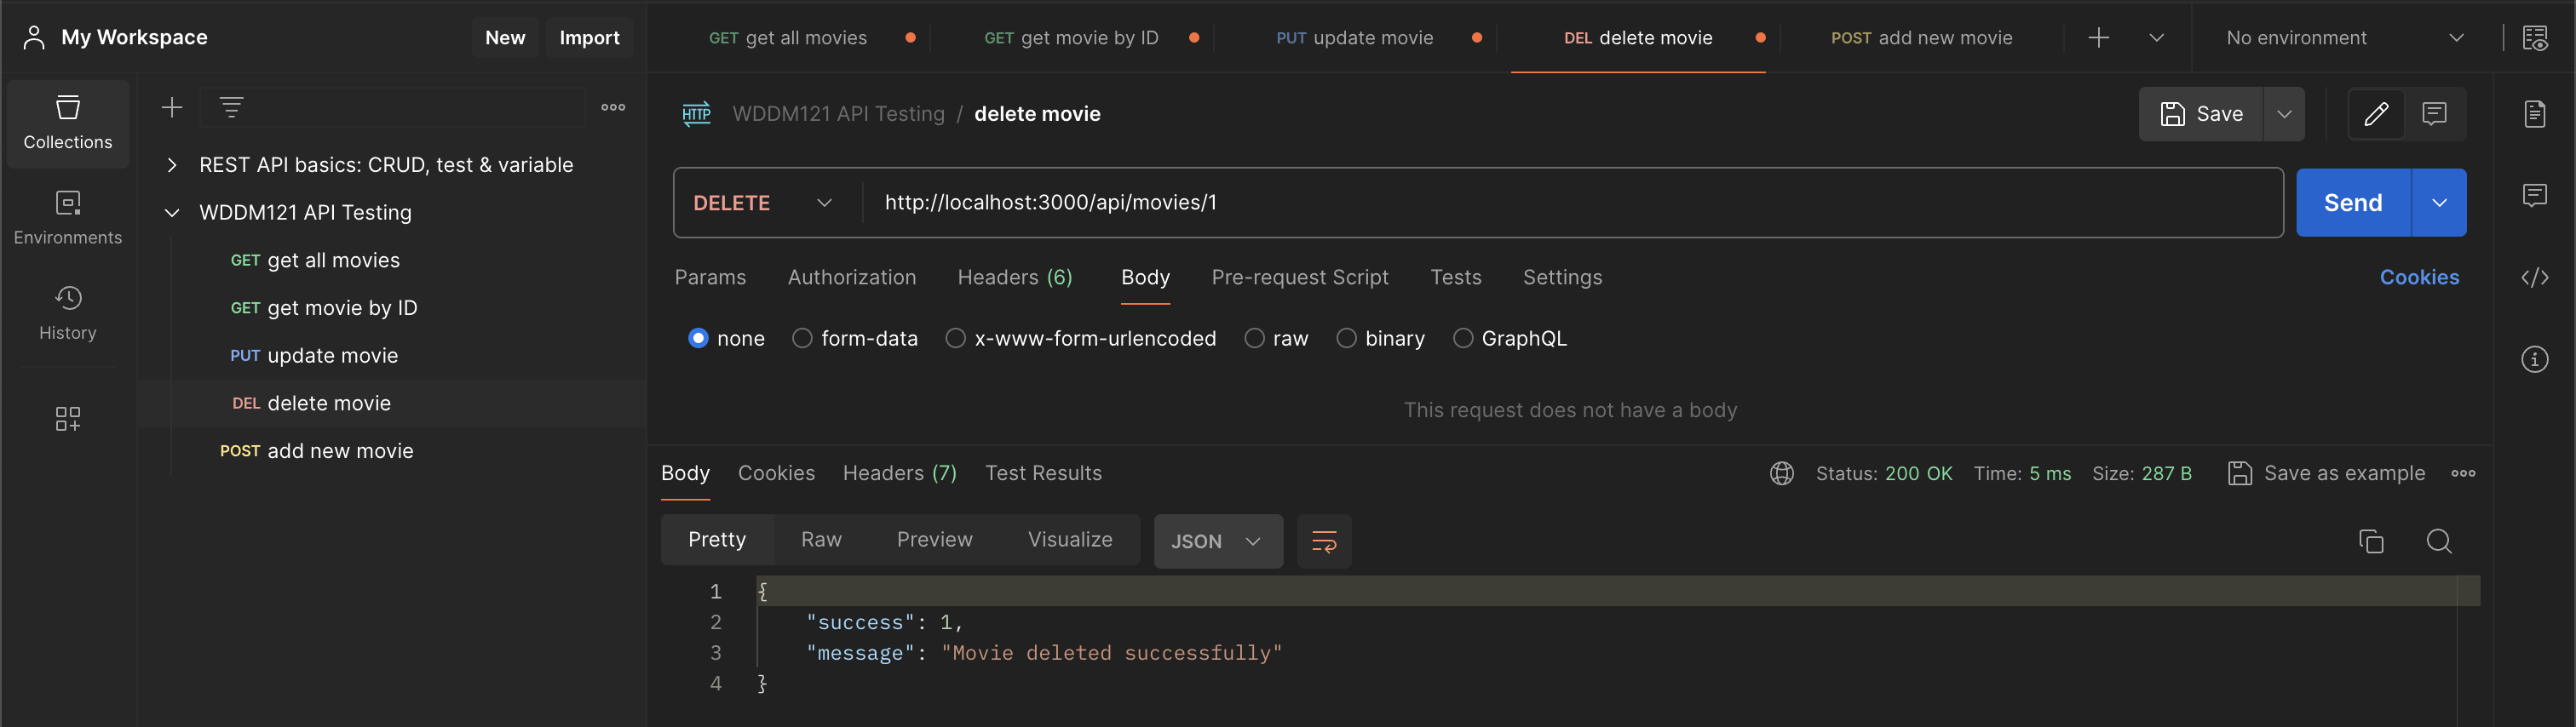 My Workspace
New
Import
GET get all movies
GET get movie by ID
PUT update movie
DEL delete movie
POST add new movie
No environment
Collections
Environments
History
REST API basics: CRUD, test & variable
WDDM121 API Testing
GET get all movies
GET get movie by ID
PUT update movie
DEL delete movie
POST add new movie
HTTP WDDM121 API Testing / delete movie
Save
DELETE
http://localhost:3000/api/movies/1
Send
Params Authorization Headers (6) Body Pre-request Script Tests Settings
Cookies
none form-data x-www-form-urlencoded raw binary GraphQL
This request does not have a body
Body Cookies Headers (7) Test Results
Status: 200 OK Time: 5 ms Size: 287 B
Save as example
Pretty Raw Preview Visualize JSON
1 {
2 "success": 1,
3 "message": "Movie deleted successfully"
4 }